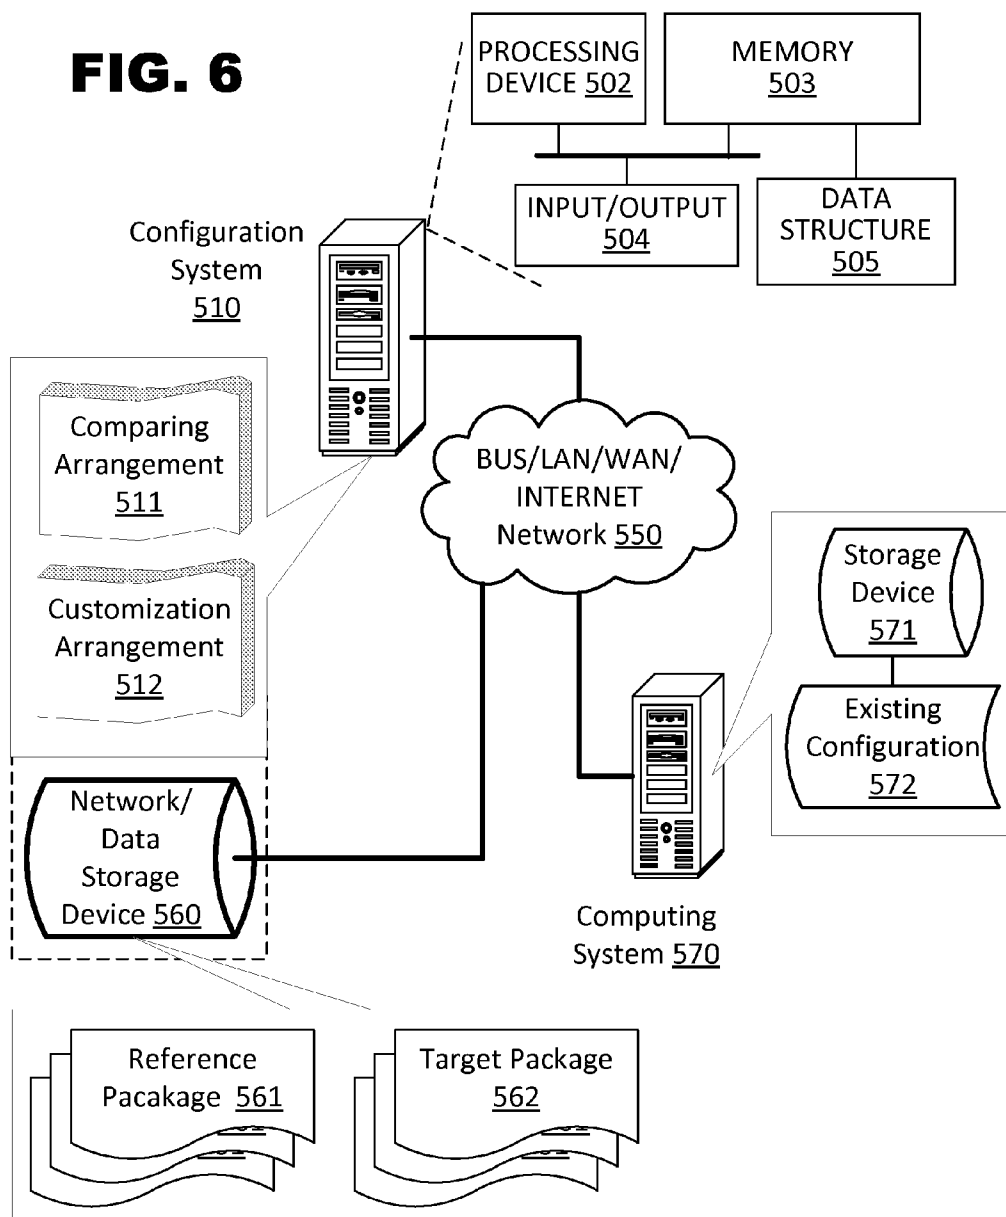 FIG. 6
PROCESSING
DEVICE 502
MEMORY
503
INPUT/OUTPUT
504
DATA
STRUCTURE
505
Configuration
System
510
Comparing
Arrangement
511
Customization
Arrangement
512
BUS/LAN/WAN/
INTERNET
Network 550
Storage
Device
571
Existing
Configuration
572
Network/
Data
Storage
Device 560
Computing
System 570
Reference
Pacakage 561
Target Package
562